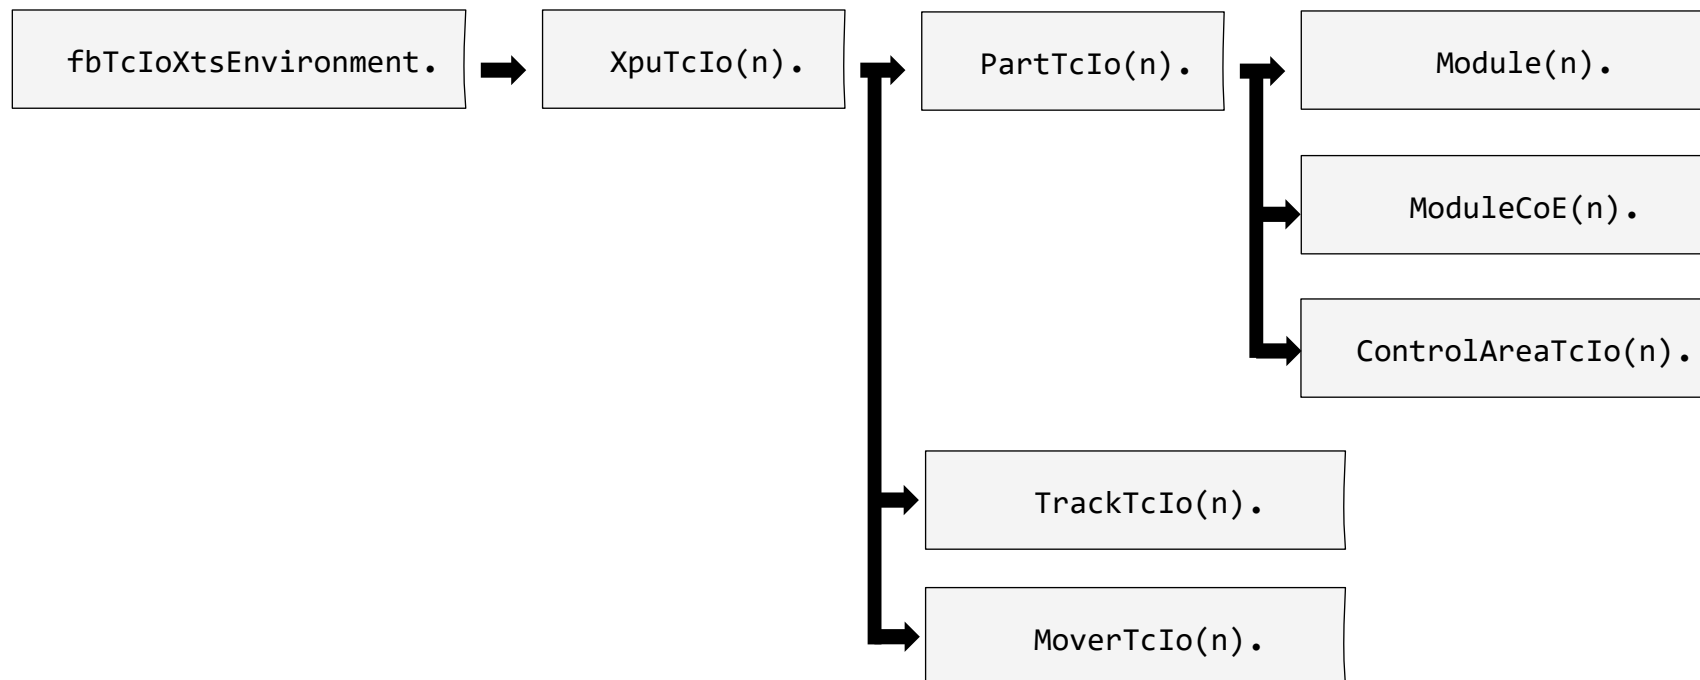 fbTcIoXtsEnvironment.
XpuTcIo(n).
PartTcIo(n).
Module(n).
ModuleCoE(n).
ControlAreaTcIo(n).
TrackTcIo(n).
MoverTcIo(n).